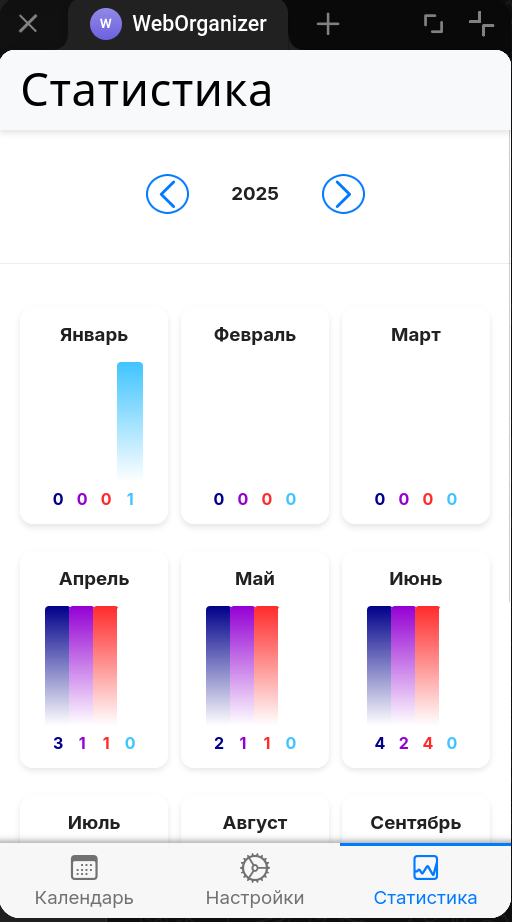 W WebOrganizer
Статистика
2025
Январь Февраль Март
0 0 0 1 0 0 0 0 0 0 0 0
Апрель Май Июнь
3 1 1 0 2 1 1 0 4 2 4 0
Июль Август Сентябрь
Календарь Настройки Статистика